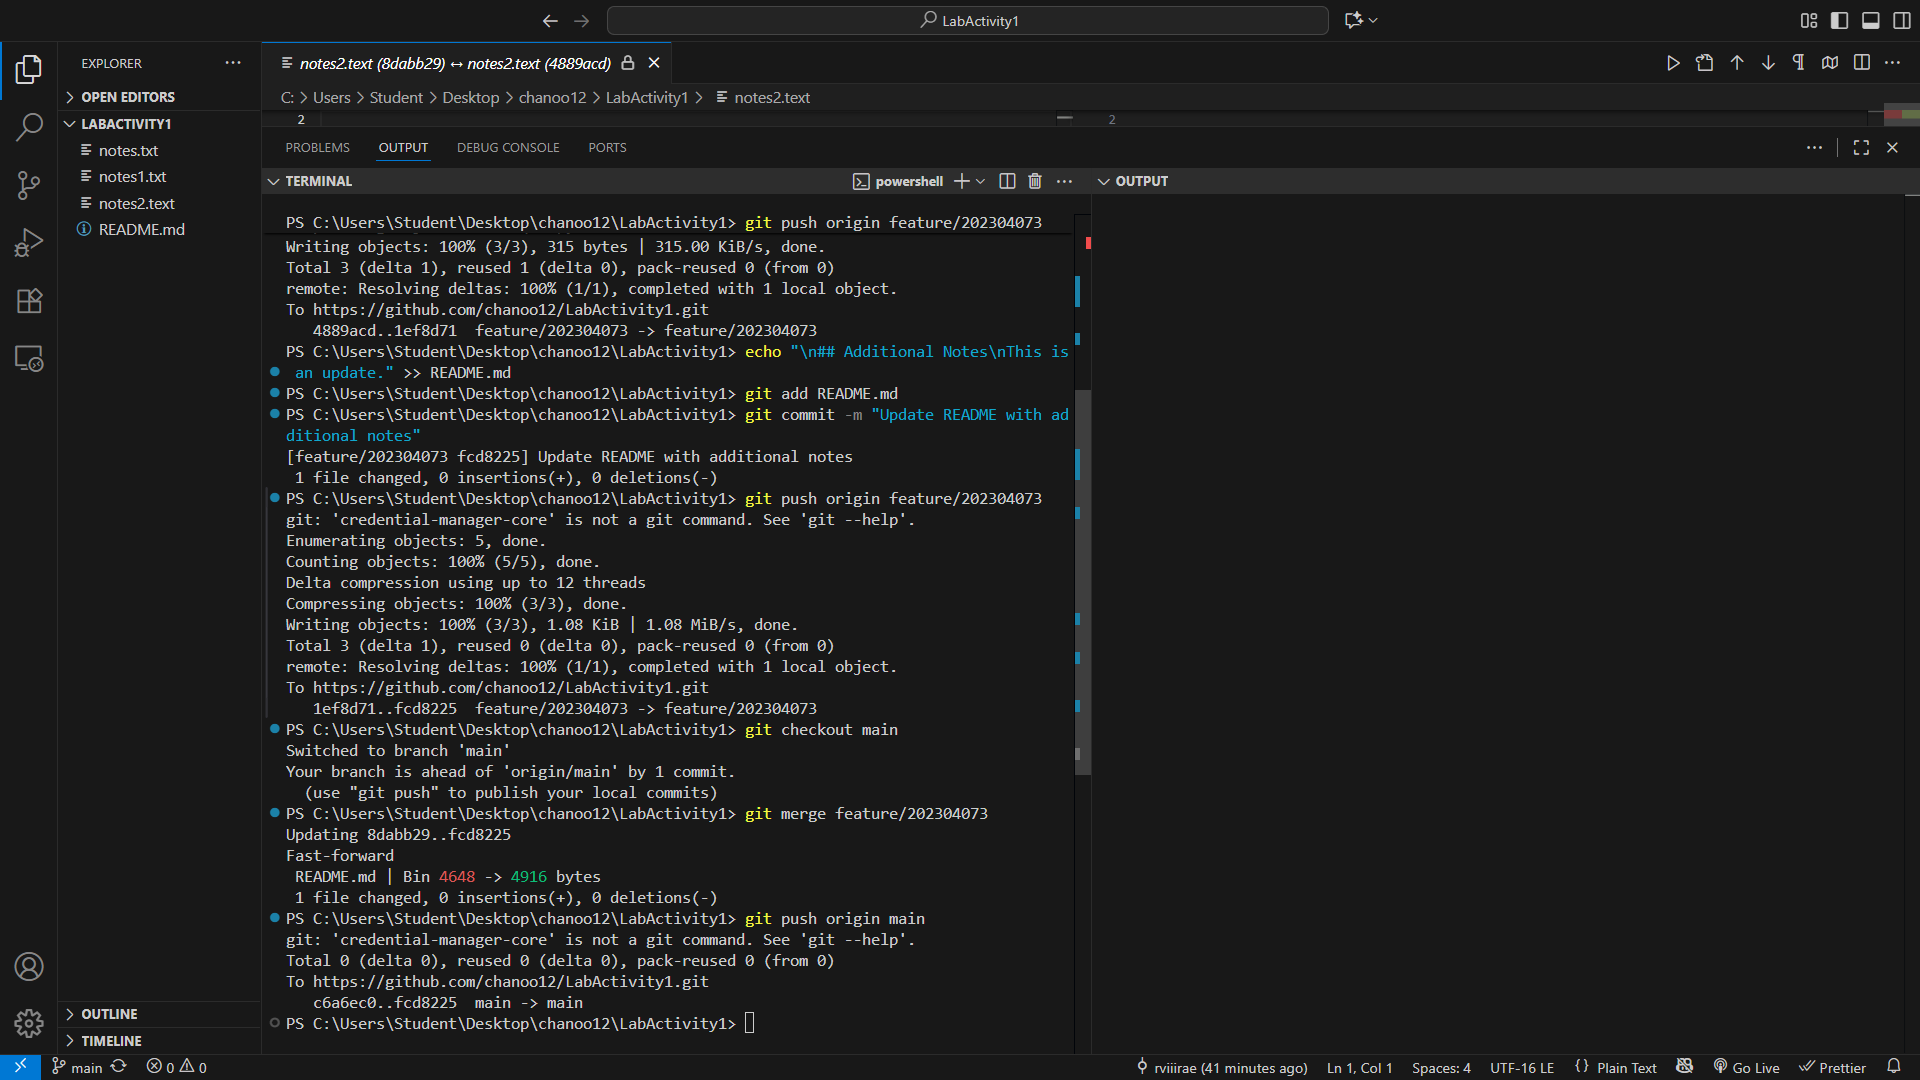 LabActivity1
EXPLORER
OPEN EDITORS
LABACTIVITY1
notes.txt
notes1.txt
notes2.text
README.md
OUTLINE
TIMELINE
notes2.text (8dabb29) ↔ notes2.text (4889acd)
C: > Users > Student > Desktop > chanoo12 > LabActivity1 > notes2.text
2 2
PROBLEMS OUTPUT DEBUG CONSOLE PORTS
TERMINAL powershell
OUTPUT
PS C:\Users\Student\Desktop\chanoo12\LabActivity1> git push origin feature/202304073
Writing objects: 100% (3/3), 315 bytes | 315.00 KiB/s, done.
Total 3 (delta 1), reused 1 (delta 0), pack-reused 0 (from 0)
remote: Resolving deltas: 100% (1/1), completed with 1 local object.
To https://github.com/chanoo12/LabActivity1.git
4889acd..1ef8d71  feature/202304073 -> feature/202304073
PS C:\Users\Student\Desktop\chanoo12\LabActivity1> echo "\n## Additional Notes\nThis is
an update." >> README.md
PS C:\Users\Student\Desktop\chanoo12\LabActivity1> git add README.md
PS C:\Users\Student\Desktop\chanoo12\LabActivity1> git commit -m "Update README with ad
ditional notes"
[feature/202304073 fcd8225] Update README with additional notes
1 file changed, 0 insertions(+), 0 deletions(-)
PS C:\Users\Student\Desktop\chanoo12\LabActivity1> git push origin feature/202304073
git: 'credential-manager-core' is not a git command. See 'git --help'.
Enumerating objects: 5, done.
Counting objects: 100% (5/5), done.
Delta compression using up to 12 threads
Compressing objects: 100% (3/3), done.
Writing objects: 100% (3/3), 1.08 KiB | 1.08 MiB/s, done.
Total 3 (delta 1), reused 0 (delta 0), pack-reused 0 (from 0)
remote: Resolving deltas: 100% (1/1), completed with 1 local object.
To https://github.com/chanoo12/LabActivity1.git
1ef8d71..fcd8225  feature/202304073 -> feature/202304073
PS C:\Users\Student\Desktop\chanoo12\LabActivity1> git checkout main
Switched to branch 'main'
Your branch is ahead of 'origin/main' by 1 commit.
(use "git push" to publish your local commits)
PS C:\Users\Student\Desktop\chanoo12\LabActivity1> git merge feature/202304073
Updating 8dabb29..fcd8225
Fast-forward
README.md | Bin 4648 -> 4916 bytes
1 file changed, 0 insertions(+), 0 deletions(-)
PS C:\Users\Student\Desktop\chanoo12\LabActivity1> git push origin main
git: 'credential-manager-core' is not a git command. See 'git --help'.
Total 0 (delta 0), reused 0 (delta 0), pack-reused 0 (from 0)
To https://github.com/chanoo12/LabActivity1.git
c6a6ec0..fcd8225  main -> main
PS C:\Users\Student\Desktop\chanoo12\LabActivity1>
main 0 0 rviiirae (41 minutes ago) Ln 1, Col 1 Spaces: 4 UTF-16 LE {} Plain Text Go Live Prettier